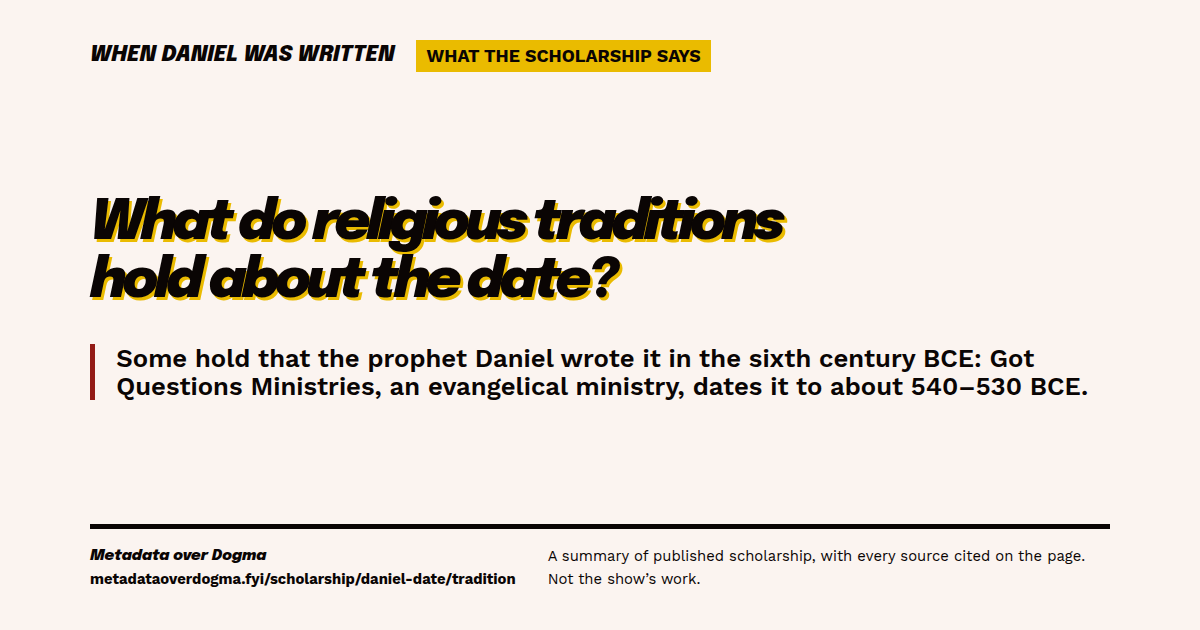 WHEN DANIEL WAS WRITTEN
WHAT THE SCHOLARSHIP SAYS
What do religious traditions
hold about the date?
Some hold that the prophet Daniel wrote it in the sixth century BCE: Got
Questions Ministries, an evangelical ministry, dates it to about 540–530 BCE.
Metadata over Dogma
metadataoverdogma.fyi/scholarship/daniel-date/tradition
A summary of published scholarship, with every source cited on the page.
Not the show’s work.